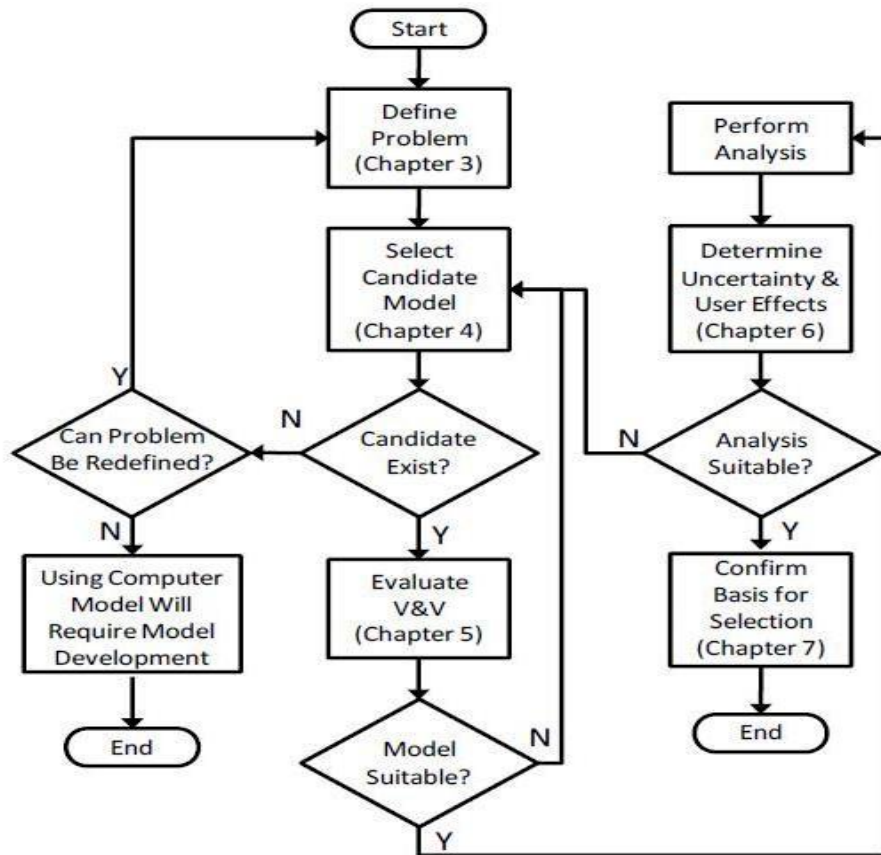 Start
Define
Problem
(Chapter 3)
Select
Candidate
Model
(Chapter 4)
Y
N
Can Problem
Be Redefined?
Candidate
Exist?
N
Y
Using Computer
Model Will
Require Model
Development
Evaluate
V&V
(Chapter 5)
End
Model
Suitable?
N
Y
Perform
Analysis
Determine
Uncertainty &
User Effects
(Chapter 6)
N
Analysis
Suitable?
Y
Confirm
Basis for
Selection
(Chapter 7)
End